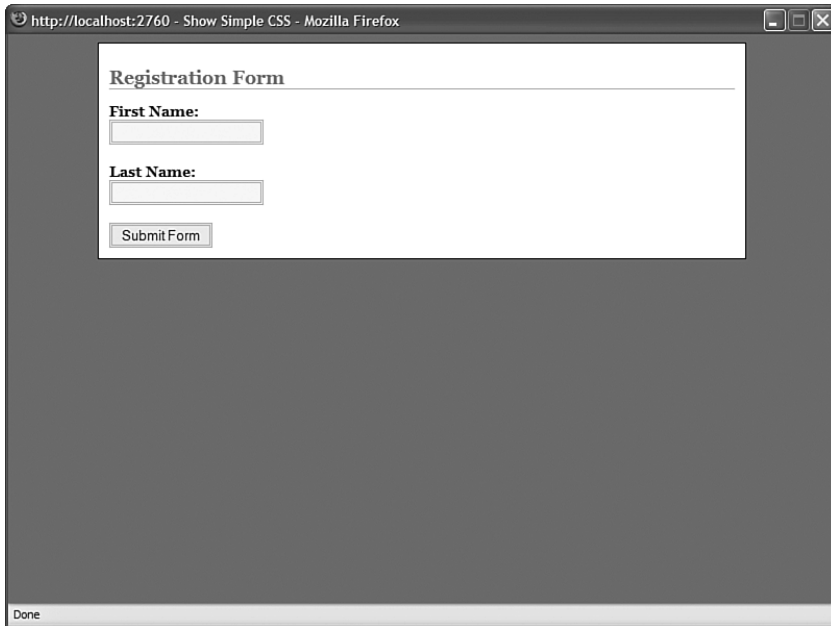 http://localhost:2760 - Show Simple CSS - Mozilla Firefox
Registration Form
First Name:
Last Name:
Submit Form
Done